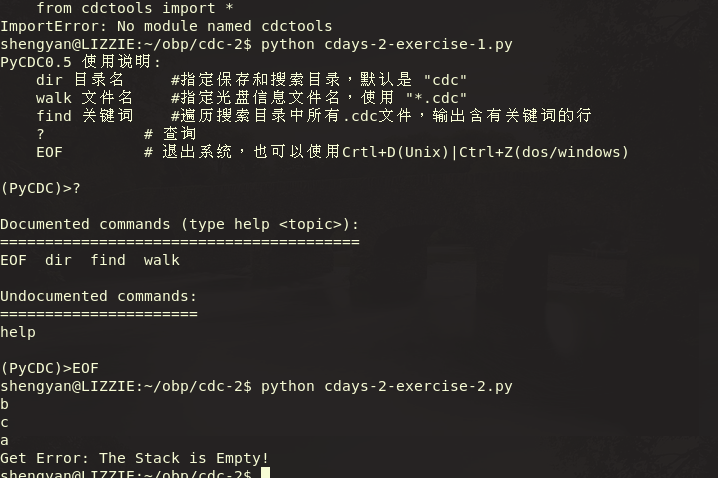 from cdctools import *
ImportError: No module named cdctools
shengyan@LIZZIE:~/obp/cdc-2$ python cdays-2-exercise-1.py
PyCDC0.5 使用说明:
dir 目录名 #指定保存和搜索目录，默认是 "cdc"
walk 文件名 #指定光盘信息文件名，使用 "*.cdc"
find 关键词 #遍历搜索目录中所有.cdc文件，输出含有关键词的行
? # 查询
EOF # 退出系统，也可以使用Crtl+D(Unix)|Ctrl+Z(dos/windows)
(PyCDC)>?
Documented commands (type help <topic>):
========================================
EOF dir find walk
Undocumented commands:
======================
help
(PyCDC)>EOF
shengyan@LIZZIE:~/obp/cdc-2$ python cdays-2-exercise-2.py
b
c
a
Get Error: The Stack is Empty!
shengyan@LIZZIE:~/obp/cdc-2$